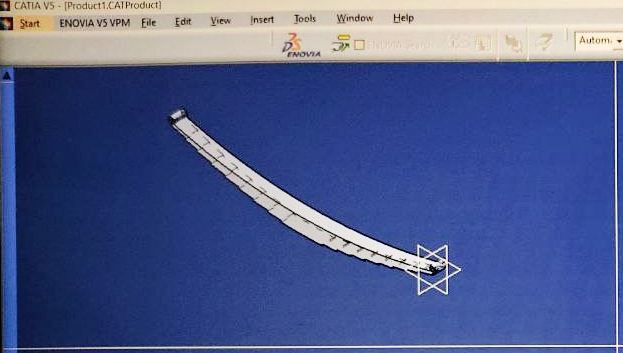 CATIA V5 - [Product1.CATProduct]
Start ENOVIA V5 VPM File Edit View Insert Tools Window Help
ENOVIA
Autom.